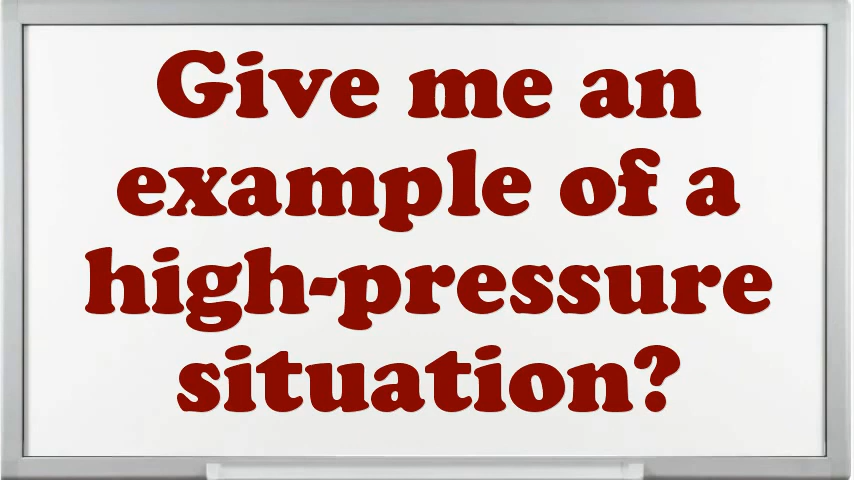 Give me an
example of a
high-pressure
situation?